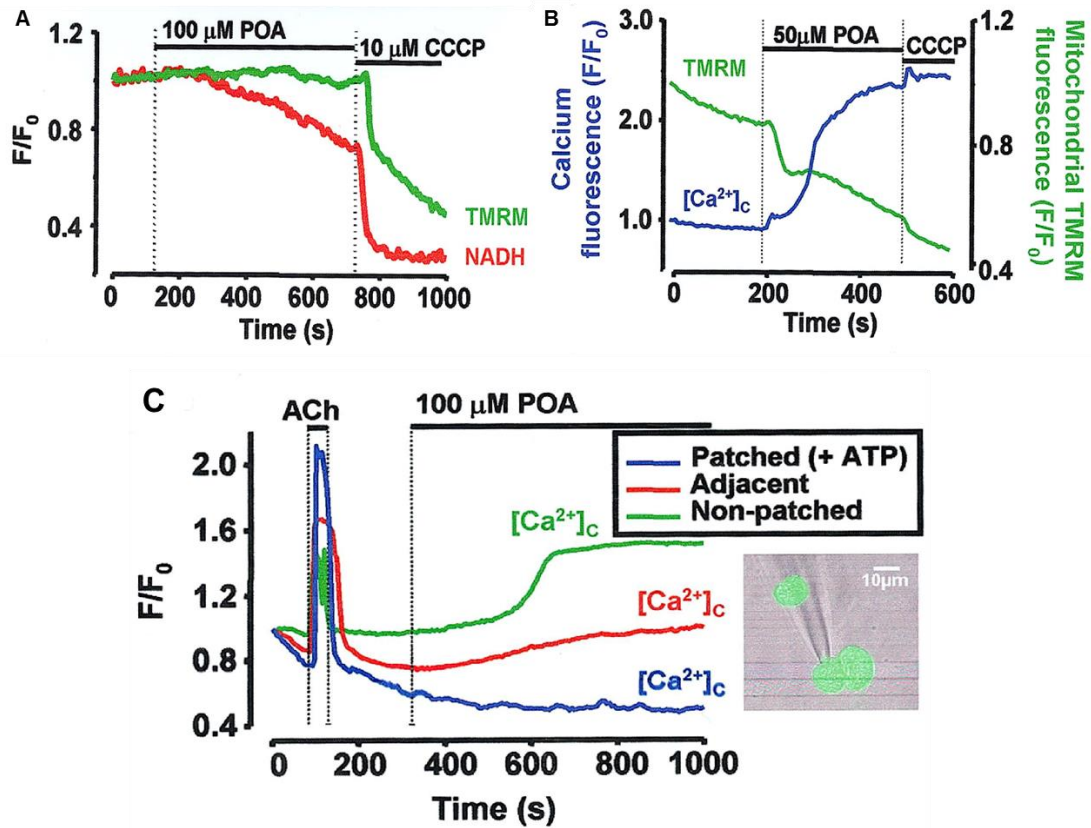 A
100 μM POA
10 μM CCCP
1.2
0.8
0.4
F/F0
TMRM
NADH
0 200 400 600 800 1000
Time (s)
B
50μM POA
CCCP
3.0
2.0
1.0
Calcium
fluorescence (F/F0)
TMRM
[Ca2+]C
1.2
0.8
0.4
Mitochondrial TMRM
fluorescence (F/F0)
0 200 400 600
Time (s)
C
ACh
100 μM POA
2.0
1.6
1.2
0.8
0.4
F/F0
Patched (+ ATP)
Adjacent
Non-patched
[Ca2+]C
[Ca2+]C
[Ca2+]C
10μm
0 200 400 600 800 1000
Time (s)